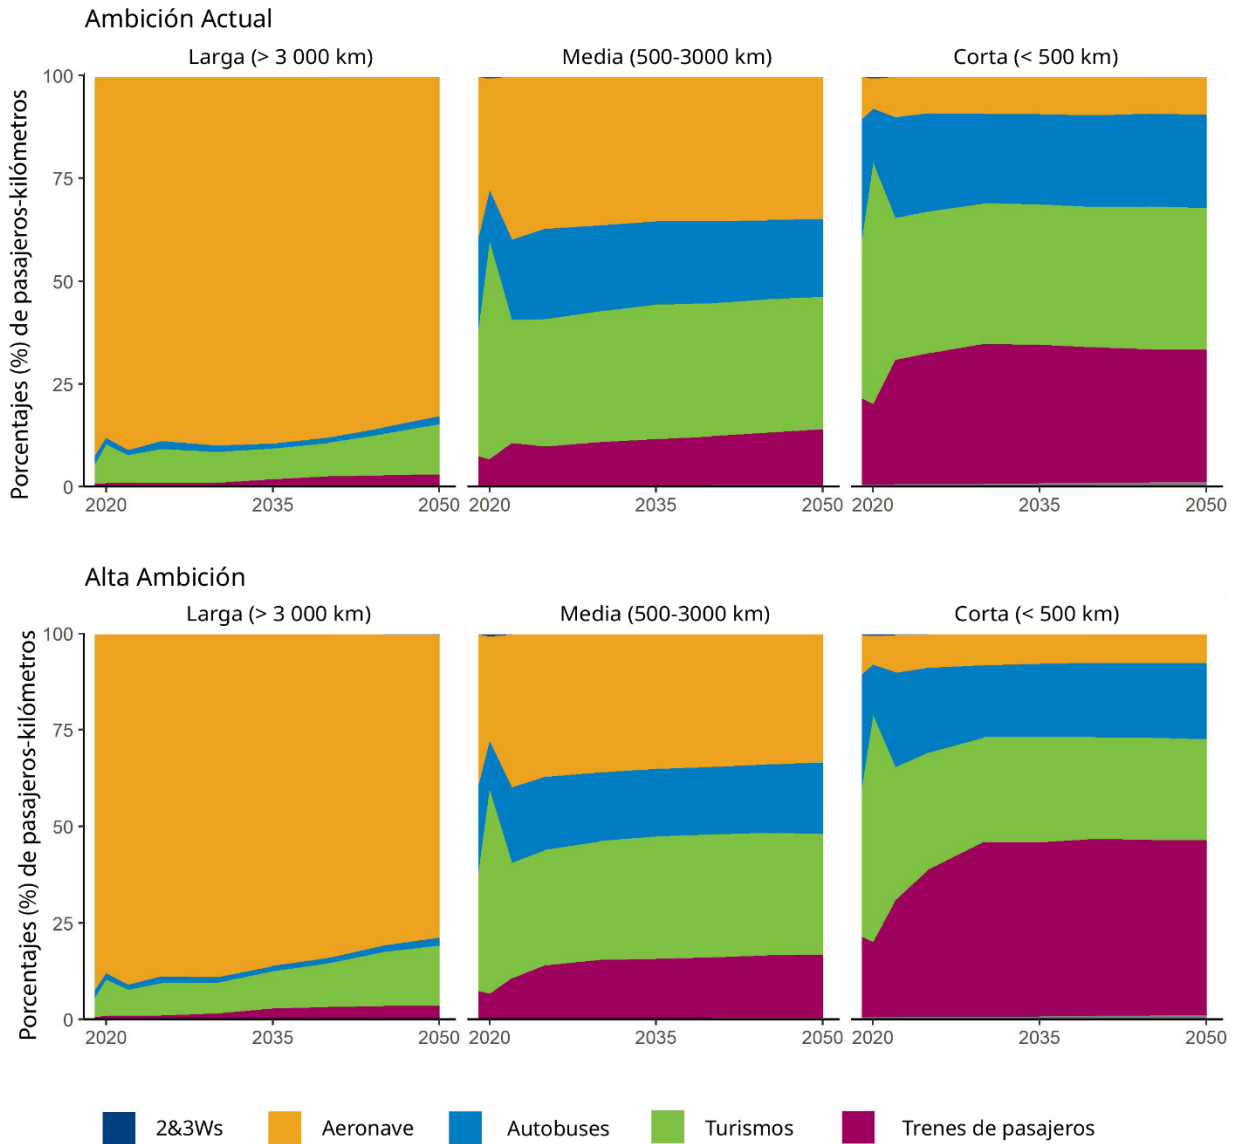 Ambición Actual
Larga (> 3 000 km)
Media (500-3000 km)
Corta (< 500 km)
Porcentajes (%) de pasajeros-kilómetros
100
75
50
25
0
2020
2035
2050
2020
2035
2050
2020
2035
2050
Alta Ambición
Larga (> 3 000 km)
Media (500-3000 km)
Corta (< 500 km)
Porcentajes (%) de pasajeros-kilómetros
100
75
50
25
0
2020
2035
2050
2020
2035
2050
2020
2035
2050
2&3Ws
Aeronave
Autobuses
Turismos
Trenes de pasajeros